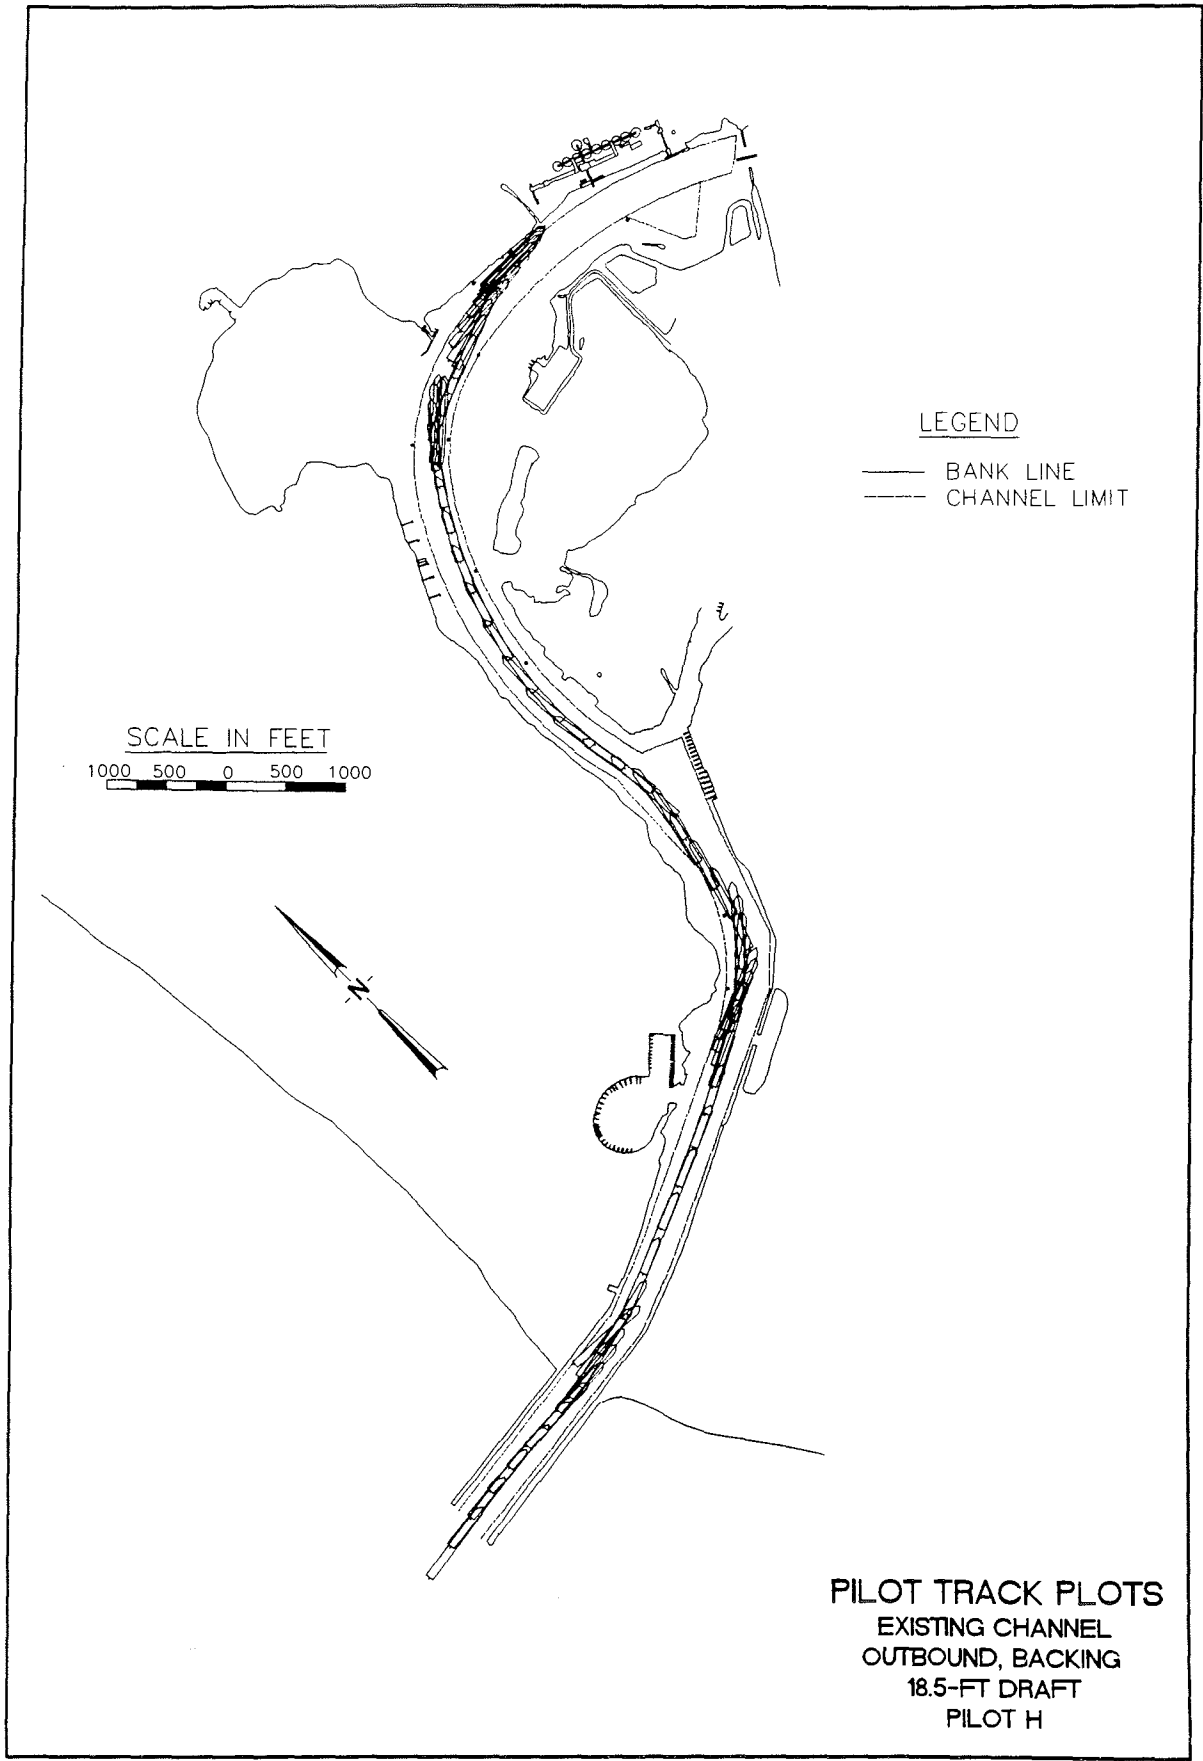 LEGEND
BANK LINE
CHANNEL LIMIT
SCALE IN FEET
1000 500 0 500 1000
N
PILOT TRACK PLOTS
EXISTING CHANNEL
OUTBOUND, BACKING
18.5-FT DRAFT
PILOT H